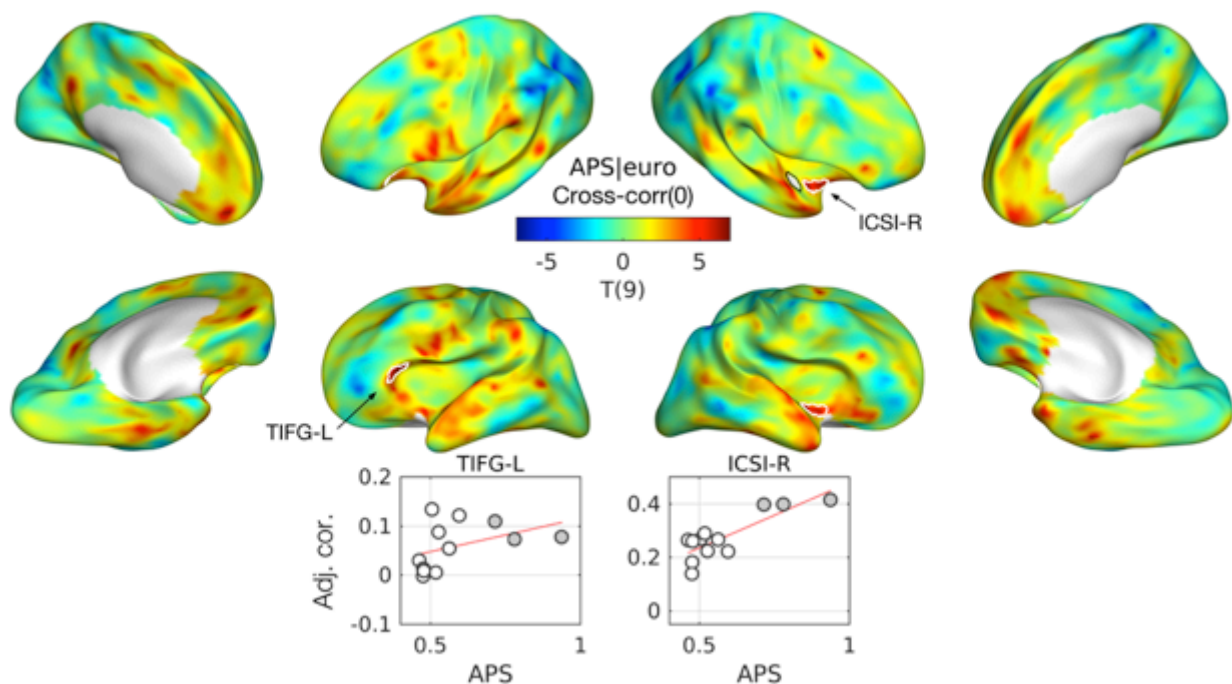 APS|euro
Cross-corr(0)
ICSI-R
-5 0 5
T(9)
TIFG-L
TIFG-L ICSI-R
0.2
0.1
0
-0.1
Adj. cor.
0.4
0.2
0
0.5 1 0.5 1
APS APS